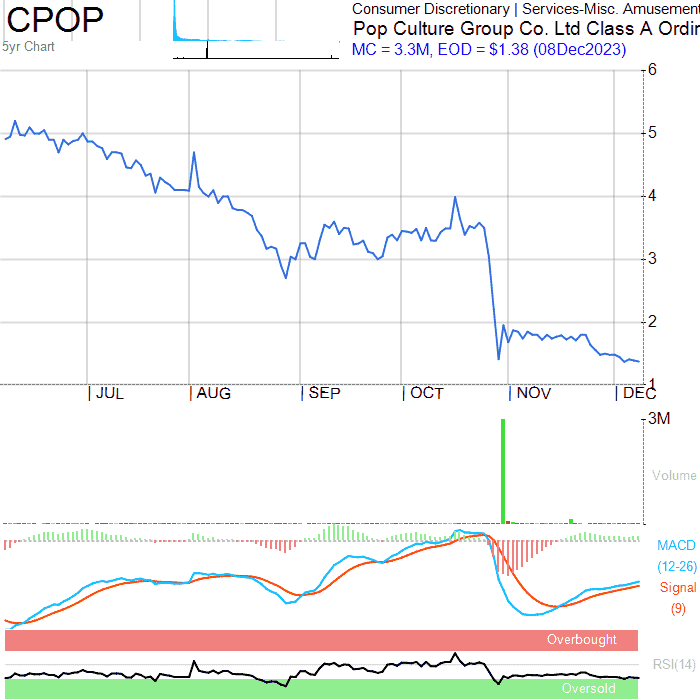 CPOP
5yr Chart
Consumer Discretionary | Services-Misc. Amusement
Pop Culture Group Co. Ltd Class A Ordin
MC = 3.3M, EOD = $1.38 (08Dec2023)
6
5
4
3
2
1
JUL
AUG
SEP
OCT
NOV
DEC
3M
Volume
MACD
(12-26)
Signal
(9)
Overbought
RSI(14)
Oversold